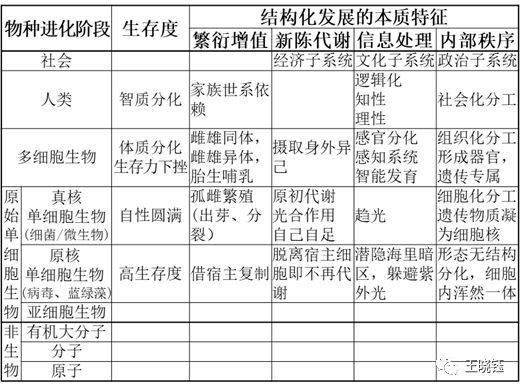 物种进化阶段 生存度 结构化发展的本质特征
繁衍增值 新陈代谢 信息处理 内部秩序
社会 经济子系统 文化子系统 政治子系统
人类 智质分化 家族世系依赖 逻辑化 知性 理性 社会化分工
多细胞生物 体质分化 生存力下挫 雌雄同体，雌雄异体，胎生哺乳 摄取身外异己 感官分化 感知系统 智能发育 组织化分工形成器官，遗传专属
原始单细胞生物
真核单细胞生物(细菌/微生物) 自性圆满 孤雌繁殖（出芽、分裂） 原初代谢 光合作用 自己自足 趋光 细胞化分工 遗传物质凝为细胞核
原核单细胞生物(病毒、蓝绿藻) 高生存度 借宿主复制 脱离宿主细胞即不再代谢 潜隐海里暗区，躲避紫外光 形态无结构分化，细胞内浑然一体
亚细胞生物
非生物
有机大分子
分子
原子
王晓钰